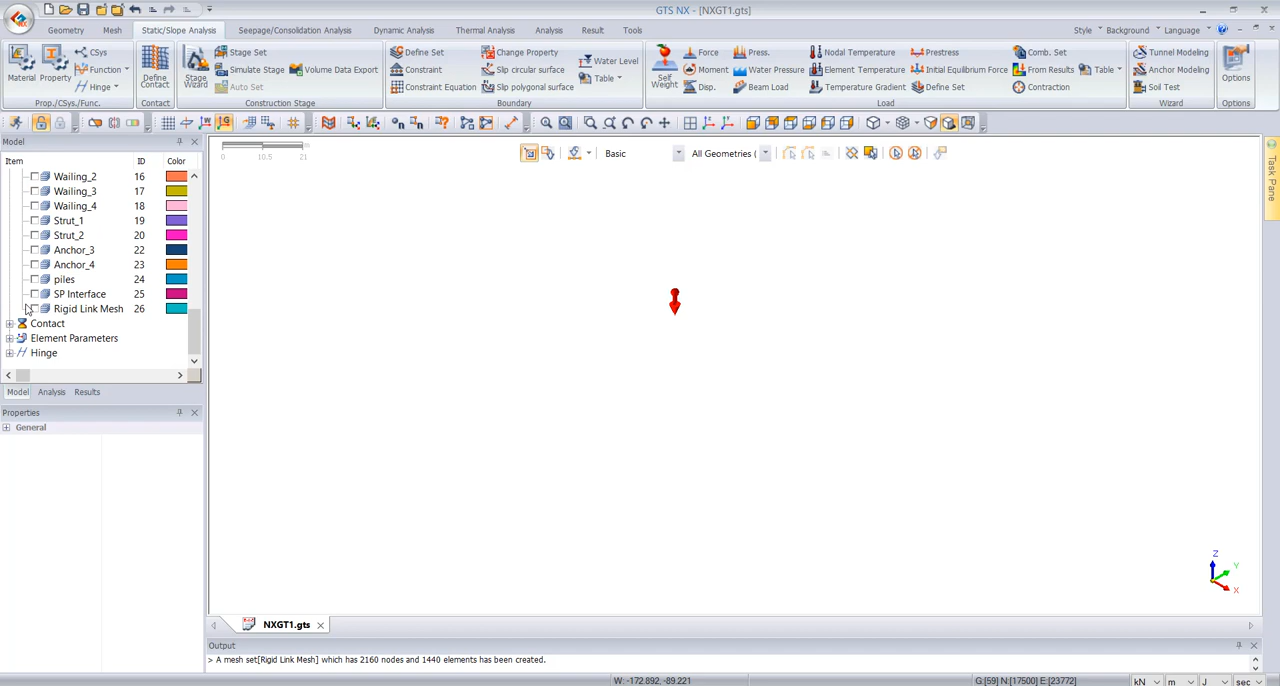 GTS NX - [NXGT1.gts]
Geometry Mesh Static/Slope Analysis Seepage/Consolidation Analysis Dynamic Analysis Thermal Analysis Analysis Result Tools Style Background Language
Material Property CSys Function Hinge
Prop./CSys./Func.
Define Contact
Contact
Stage Wizard Stage Set Simulate Stage Auto Set Volume Data Export
Construction Stage
Define Set Constraint Constraint Equation Change Property Slip circular surface Slip polygonal surface Water Level Table
Boundary
Self Weight Force Moment Disp. Press. Water Pressure Beam Load Nodal Temperature Element Temperature Temperature Gradient Prestress Initial Equilibrium Force Define Set Comb. Set From Results Contraction Table
Load
Tunnel Modeling Anchor Modeling Soil Test
Wizard
Options
Options
Model
Item ID Color
Wailing_2 16
Wailing_3 17
Wailing_4 18
Strut_1 19
Strut_2 20
Anchor_3 22
Anchor_4 23
piles 24
SP Interface 25
Rigid Link Mesh 26
Contact
Element Parameters
Hinge
Model Analysis Results
Properties
General
0 10.5 21
Basic All Geometries (
Task Pane
Z
Y
X
NXGT1.gts
Output
> A mesh set[Rigid Link Mesh] which has 2160 nodes and 1440 elements has been created.
W: -172.892, -89.221 G:[59] N:[17500] E:[23772] kN m J sec